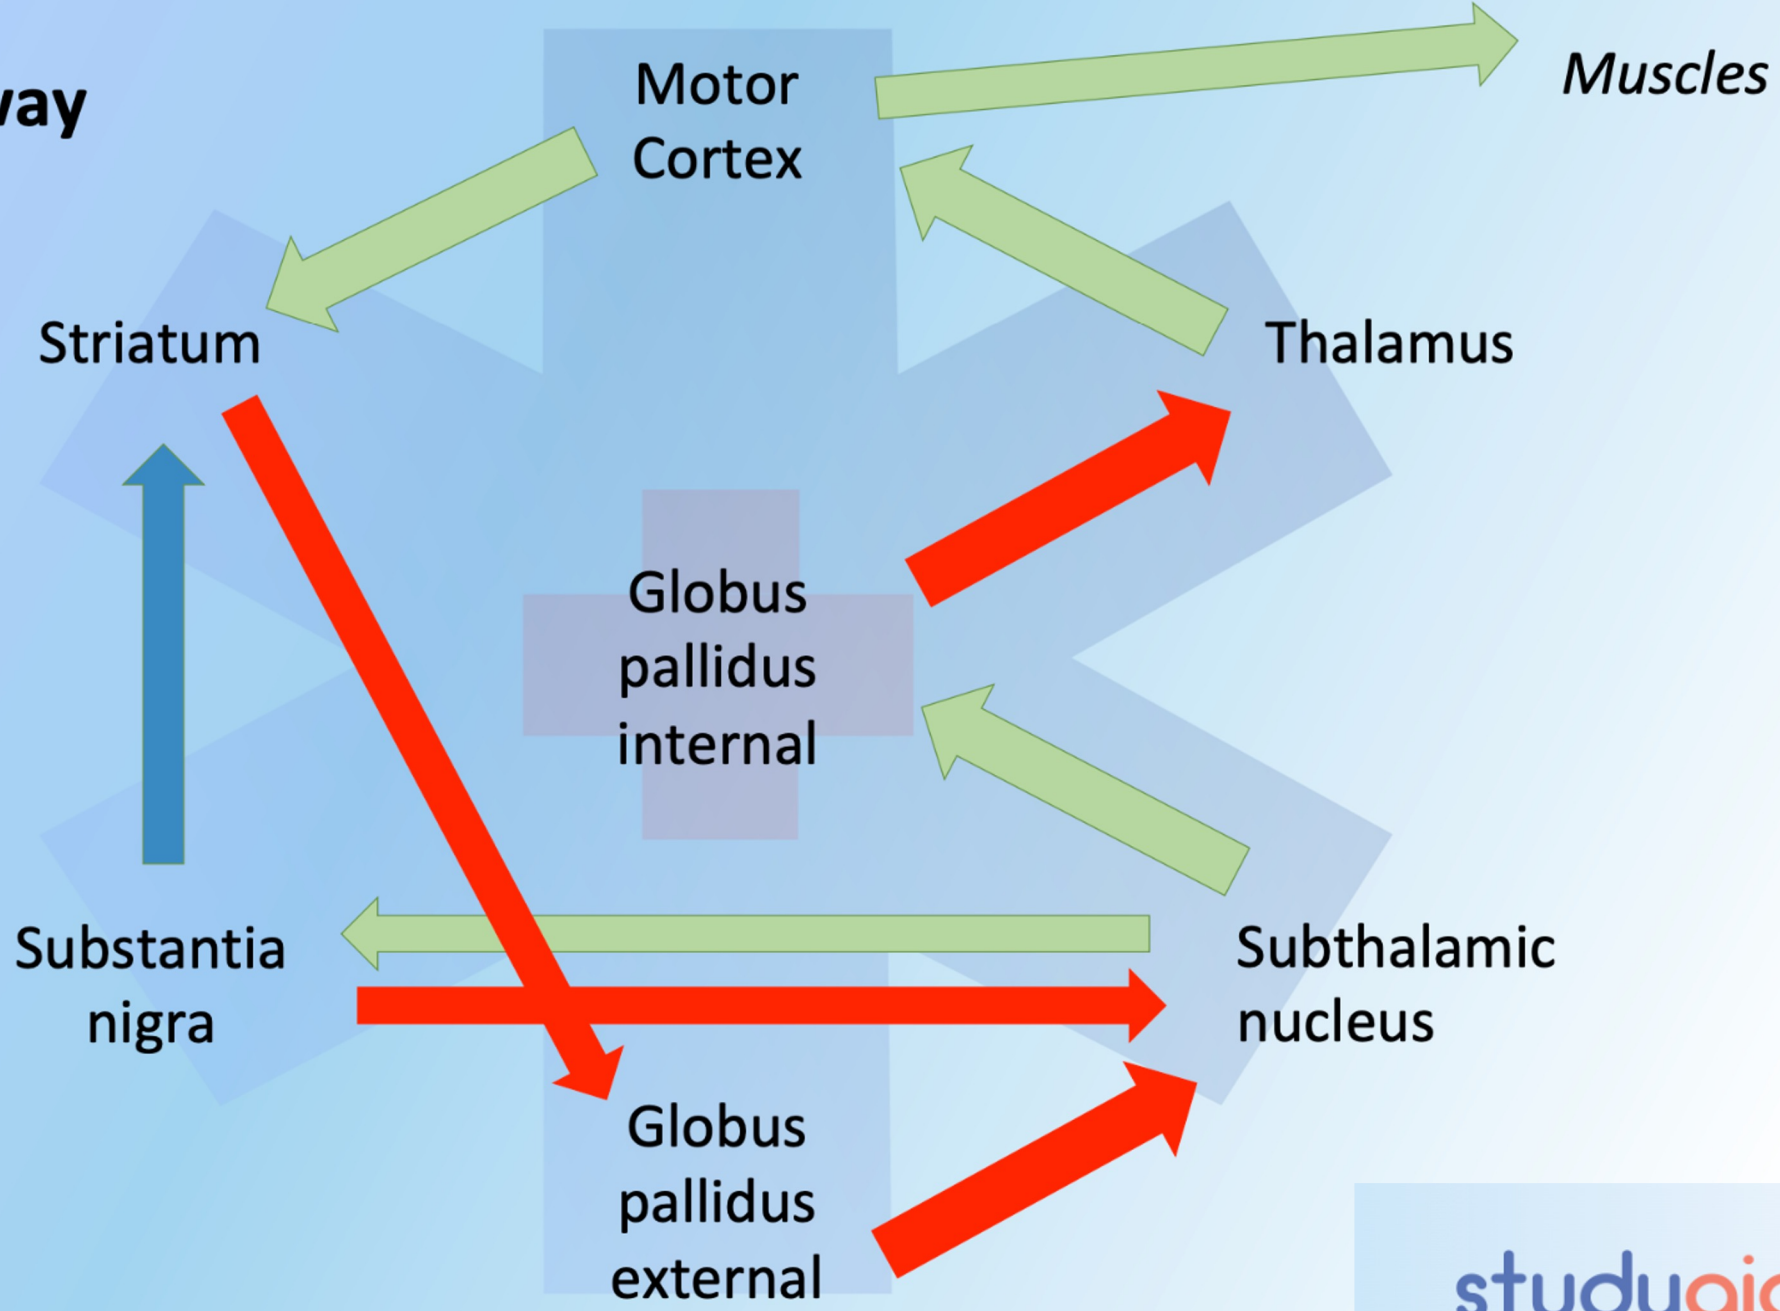 way
Motor
Cortex
Muscles
Striatum
Thalamus
Globus
pallidus
internal
Substantia
nigra
Subthalamic
nucleus
Globus
pallidus
external